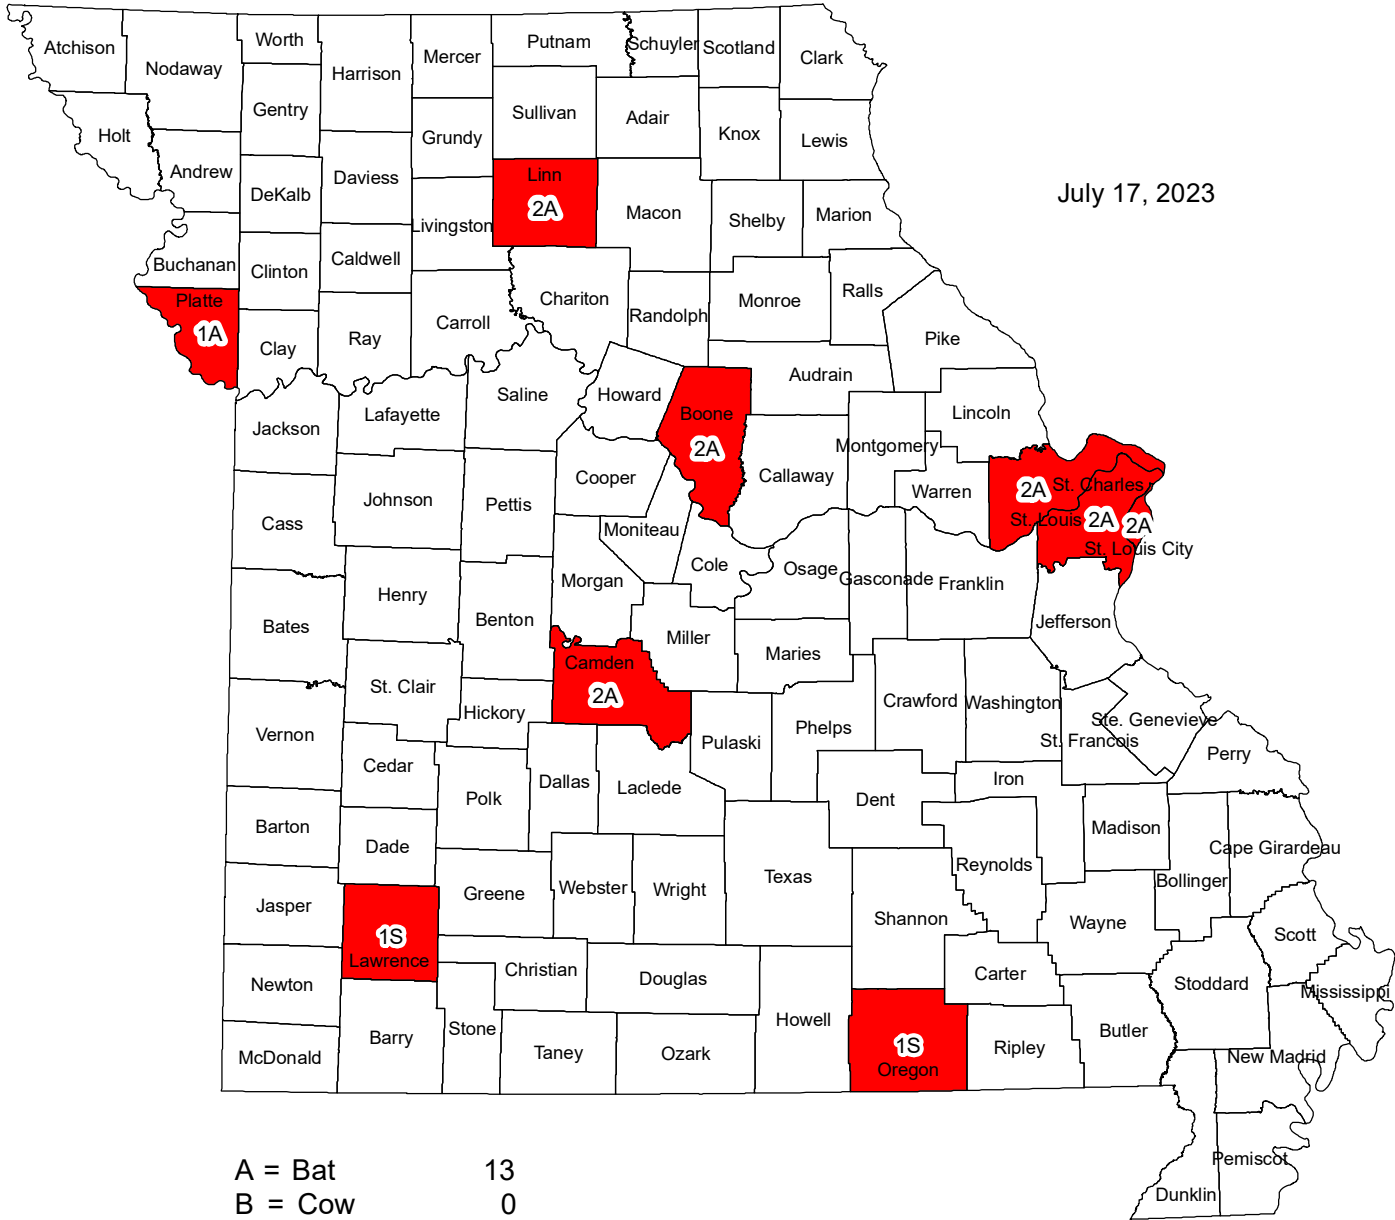 Atchison
Nodaway
Worth
Harrison
Mercer
Putnam
Schuyler
Scotland
Clark
Gentry
Sullivan
Adair
Knox
Lewis
Holt
Andrew
DeKalb
Daviess
Grundy
Linn
2A
Macon
Shelby
Marion
July 17, 2023
Livingston
Buchanan
Clinton
Caldwell
Platte
1A
Clay
Ray
Carroll
Chariton
Randolph
Monroe
Ralls
Pike
Jackson
Lafayette
Saline
Howard
Boone
2A
Audrain
Callaway
Montgomery
Lincoln
Warren
2A
St. Charles
St. Louis
2A
2A
St. Louis City
Cass
Johnson
Pettis
Cooper
Moniteau
Cole
Osage
Gasconade
Franklin
Jefferson
Bates
Henry
Benton
Morgan
Miller
Maries
Camden
2A
Vernon
St. Clair
Hickory
Pulaski
Phelps
Crawford
Washington
Ste. Genevieve
St. Francois
Perry
Cedar
Polk
Dallas
Laclede
Dent
Iron
Barton
Dade
Madison
Cape Girardeau
Bollinger
Reynolds
Jasper
Greene
Webster
Wright
Texas
Shannon
Wayne
Scott
1S
Lawrence
Christian
Douglas
Carter
Stoddard
Mississippi
Newton
Barry
Stone
Taney
Ozark
Howell
1S
Oregon
Ripley
Butler
New Madrid
McDonald
Pemiscot
Dunklin
A = Bat 13
B = Cow 0